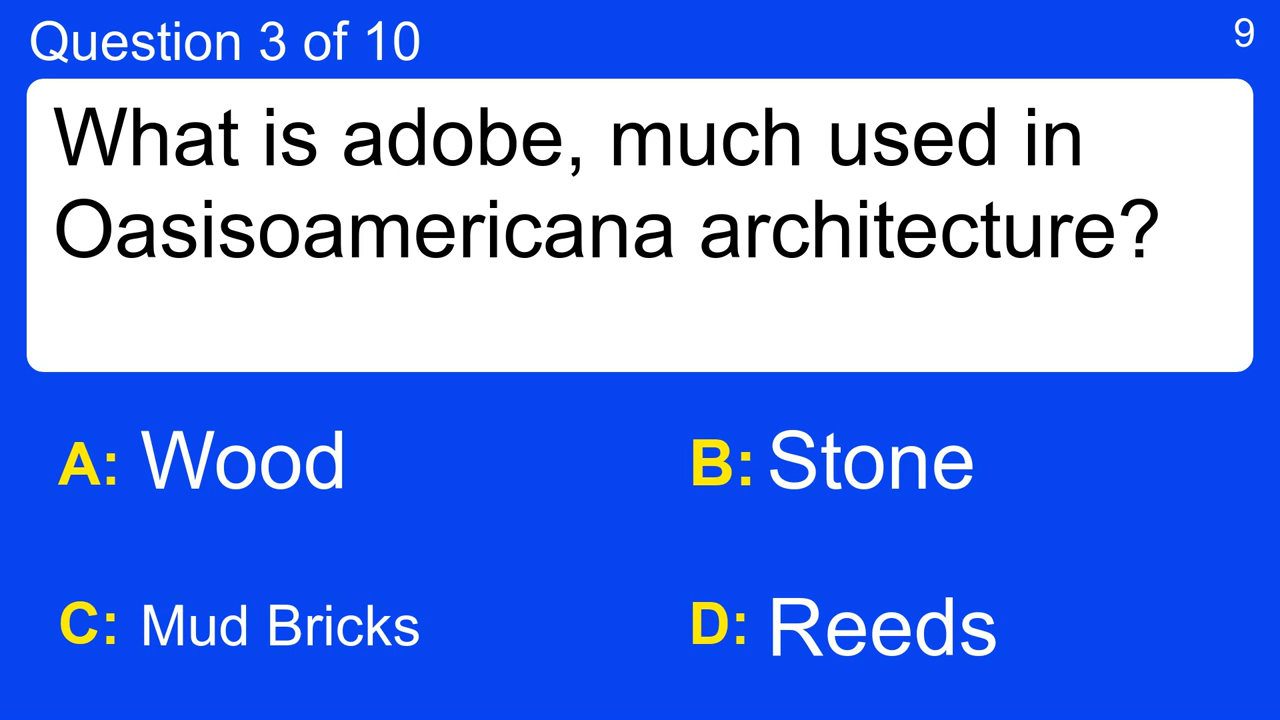 Question 3 of 10
9
What is adobe, much used in
Oasisoamericana architecture?
A: Wood
B: Stone
C: Mud Bricks
D: Reeds